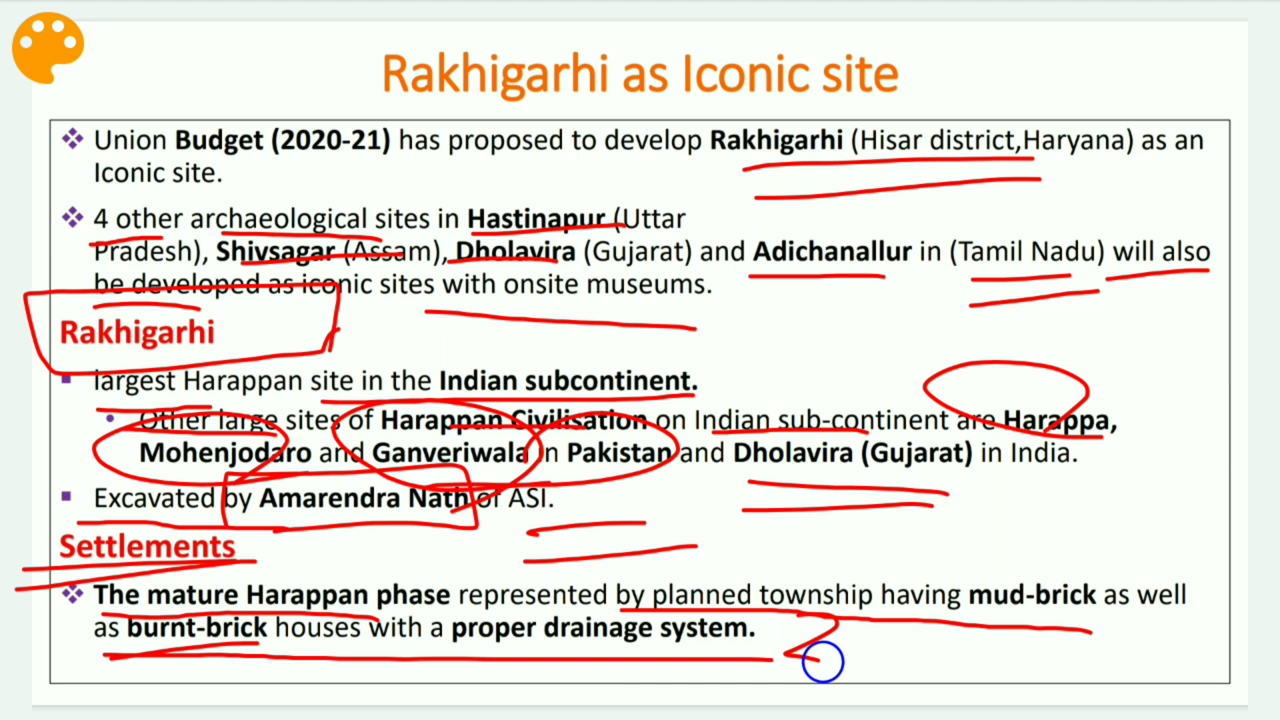 Rakhigarhi as Iconic site
❖ Union Budget (2020-21) has proposed to develop Rakhigarhi (Hisar district,Haryana) as an
Iconic site.
❖ 4 other archaeological sites in Hastinapur (Uttar
Pradesh), Shivsagar (Assam), Dholavira (Gujarat) and Adichanallur in (Tamil Nadu) will also
be developed as iconic sites with onsite museums.
Rakhigarhi
▪ largest Harappan site in the Indian subcontinent.
• Other large sites of Harappan Civilisation on Indian sub-continent are Harappa,
Mohenjodaro and Ganveriwala in Pakistan and Dholavira (Gujarat) in India.
▪ Excavated by Amarendra Nath of ASI.
Settlements
❖ The mature Harappan phase represented by planned township having mud-brick as well
as burnt-brick houses with a proper drainage system.